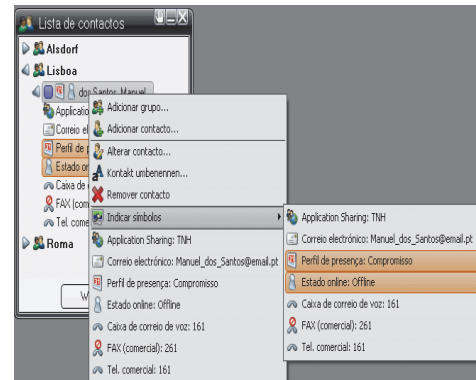 Lista de contactos
Alsdorf
Lisboa
dos Santos, Manuel
Applicatio
Correio el
Perfil de p
Estado on
Caixa de
FAX (com
Tel. comer
Roma
W
Adicionar grupo...
Adicionar contacto...
Alterar contacto...
Kontakt umbenennen...
Remover contacto
Indicar símbolos
Application Sharing: TNH
Correio electrónico: Manuel_dos_Santos@email.pt
Perfil de presença: Compromisso
Estado online: Offline
Caixa de correio de voz: 161
FAX (comercial): 261
Tel. comercial: 161
Application Sharing: TNH
Correio electrónico: Manuel_dos_Santos@email.pt
Perfil de presença: Compromisso
Estado online: Offline
Caixa de correio de voz: 161
FAX (comercial): 261
Tel. comercial: 161